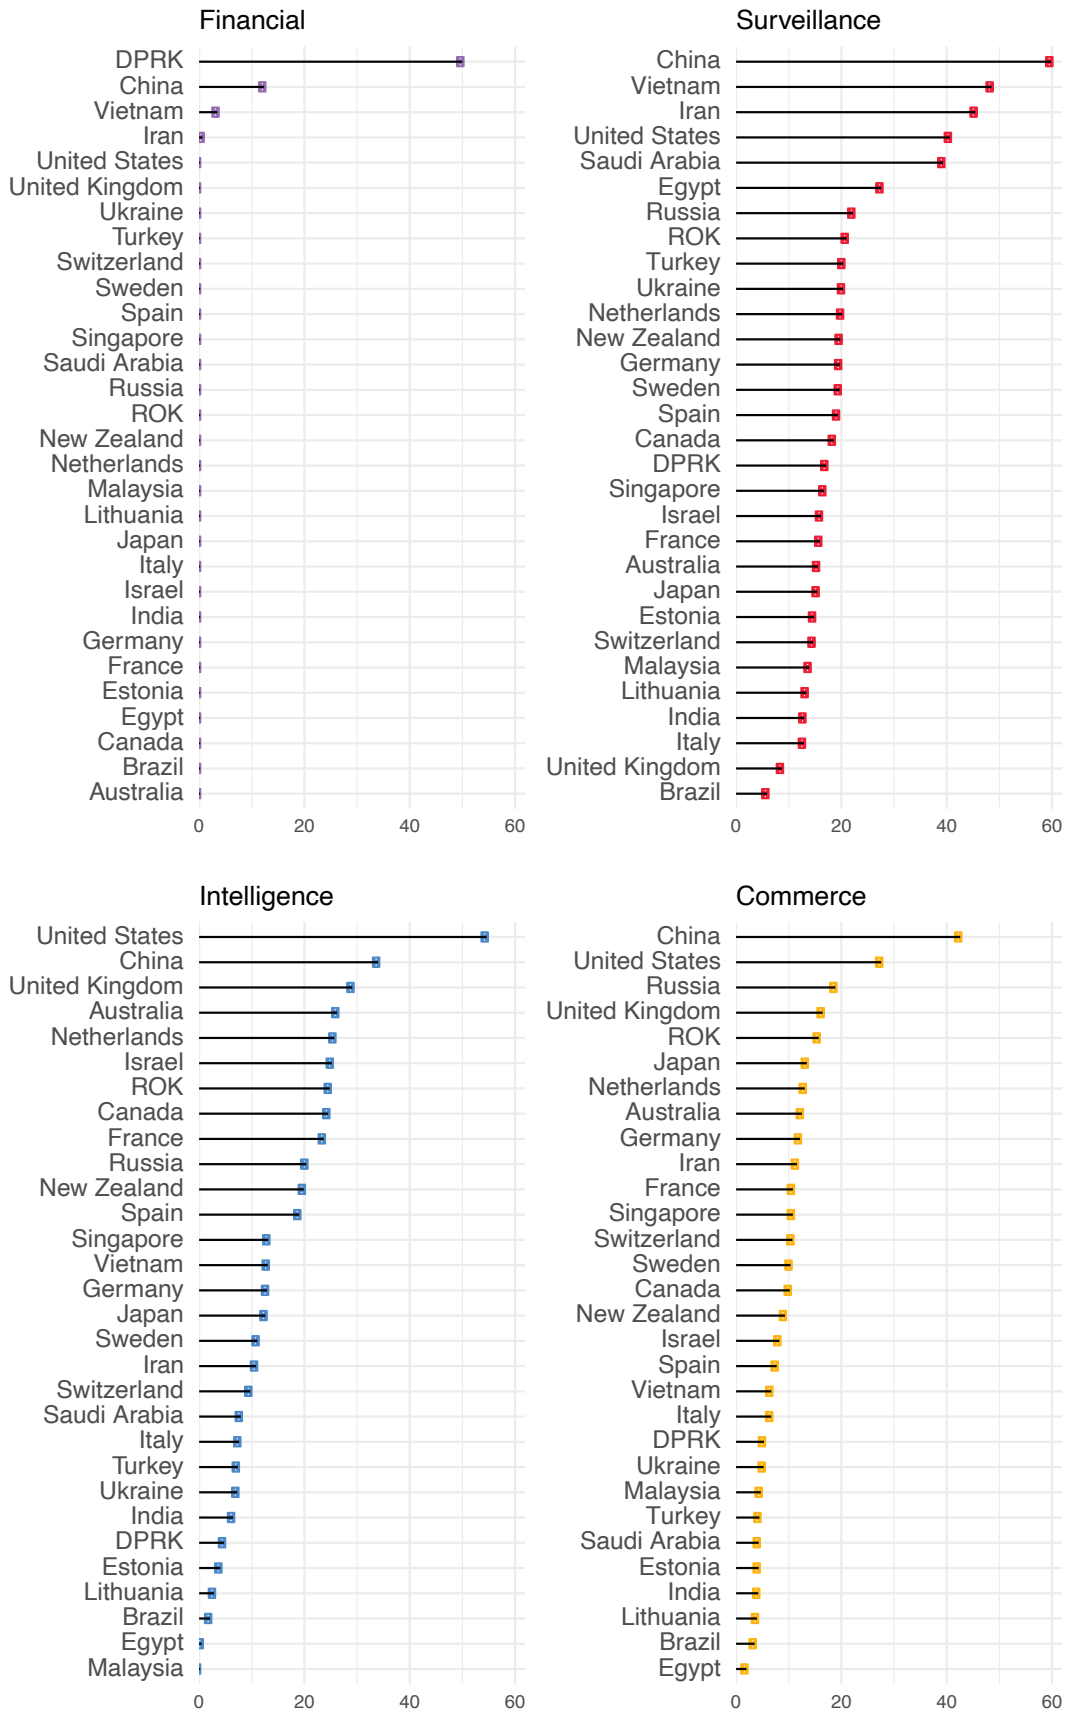 Financial
DPRK
China
Vietnam
Iran
United States
United Kingdom
Ukraine
Turkey
Switzerland
Sweden
Spain
Singapore
Saudi Arabia
Russia
ROK
New Zealand
Netherlands
Malaysia
Lithuania
Japan
Italy
Israel
India
Germany
France
Estonia
Egypt
Canada
Brazil
Australia
0 20 40 60
Surveillance
China
Vietnam
Iran
United States
Saudi Arabia
Egypt
Russia
ROK
Turkey
Ukraine
Netherlands
New Zealand
Germany
Sweden
Spain
Canada
DPRK
Singapore
Israel
France
Australia
Japan
Estonia
Switzerland
Malaysia
Lithuania
India
Italy
United Kingdom
Brazil
0 20 40 60
Intelligence
United States
China
United Kingdom
Australia
Netherlands
Israel
ROK
Canada
France
Russia
New Zealand
Spain
Singapore
Vietnam
Germany
Japan
Sweden
Iran
Switzerland
Saudi Arabia
Italy
Turkey
Ukraine
India
DPRK
Estonia
Lithuania
Brazil
Egypt
Malaysia
0 20 40 60
Commerce
China
United States
Russia
United Kingdom
ROK
Japan
Netherlands
Australia
Germany
Iran
France
Singapore
Switzerland
Sweden
Canada
New Zealand
Israel
Spain
Vietnam
Italy
DPRK
Ukraine
Malaysia
Turkey
Saudi Arabia
Estonia
India
Lithuania
Brazil
Egypt
0 20 40 60